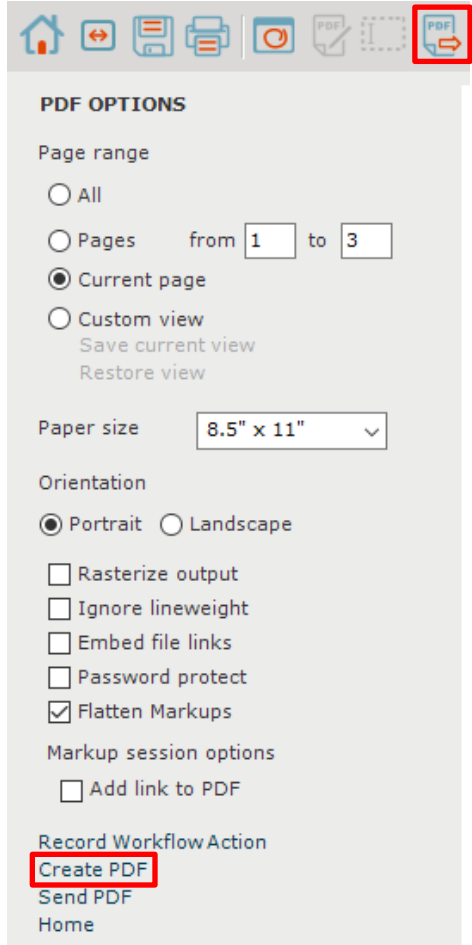 PDF
PDF
PDF OPTIONS
Page range
All
Pages from 1 to 3
Current page
Custom view
Save current view
Restore view
Paper size 8.5" x 11"
Orientation
Portrait Landscape
Rasterize output
Ignore lineweight
Embed file links
Password protect
Flatten Markups
Markup session options
Add link to PDF
Record Workflow Action
Create PDF
Send PDF
Home